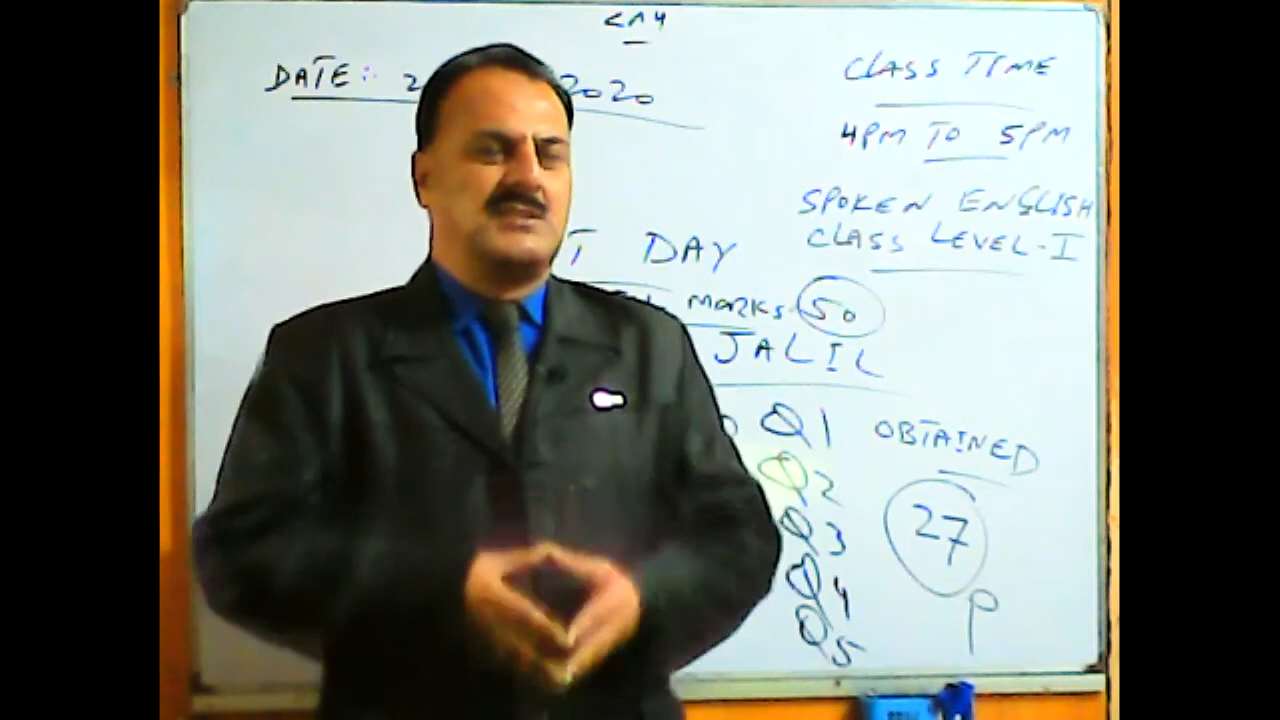 DATE:- 2 2020
CLASS TIME
4PM TO 5PM
SPOKEN ENGLISH
CLASS LEVEL-I
T DAY
MARKS 50
JALIL
Q1 OBTAINED
Q2
Q3 27
Q4
Q5 P